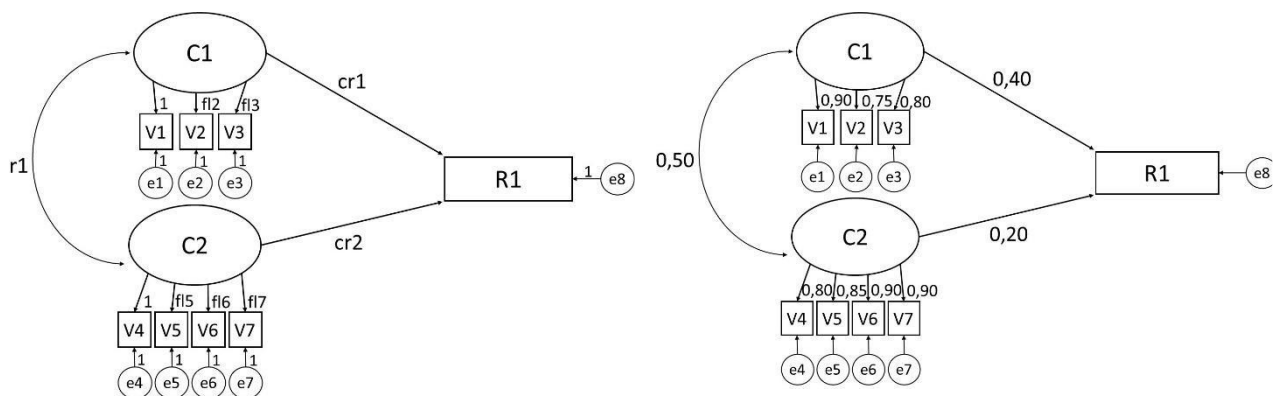 C1
1 fl2 fl3
V1 V2 V3
1 1 1
e1 e2 e3
r1
cr1
R1
1 e8
C2
cr2
1 fl5 fl6 fl7
V4 V5 V6 V7
1 1 1 1
e4 e5 e6 e7
C1
0,90 0,75 0,80
V1 V2 V3
e1 e2 e3
0,50
0,40
R1
e8
C2
0,20
0,80 0,85 0,90 0,90
V4 V5 V6 V7
e4 e5 e6 e7